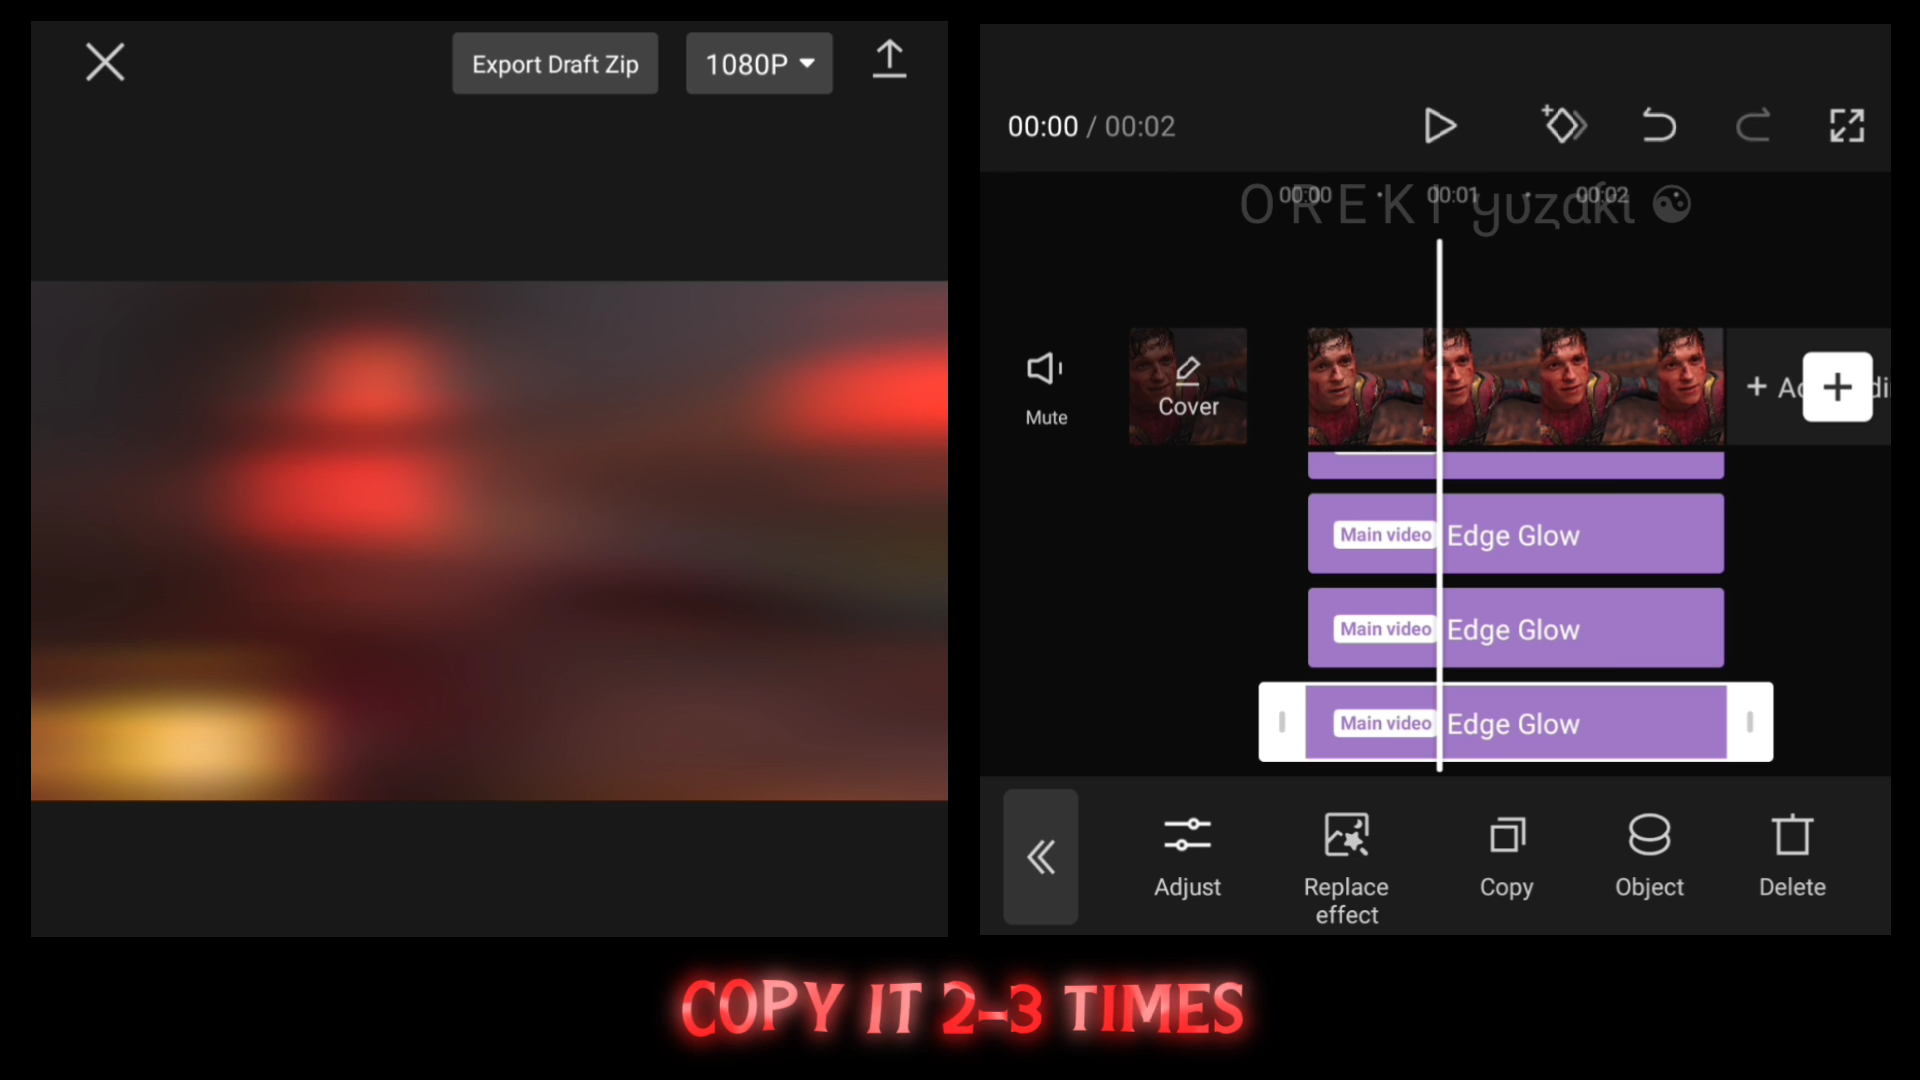 Export Draft Zip
1080P
00:00 / 00:02
00:00 00:01 00:02
O R E K I yuzaki
Mute
Cover
Main video Edge Glow
Main video Edge Glow
Main video Edge Glow
Adjust
Replace effect
Copy
Object
Delete
COPY IT 2-3 TIMES